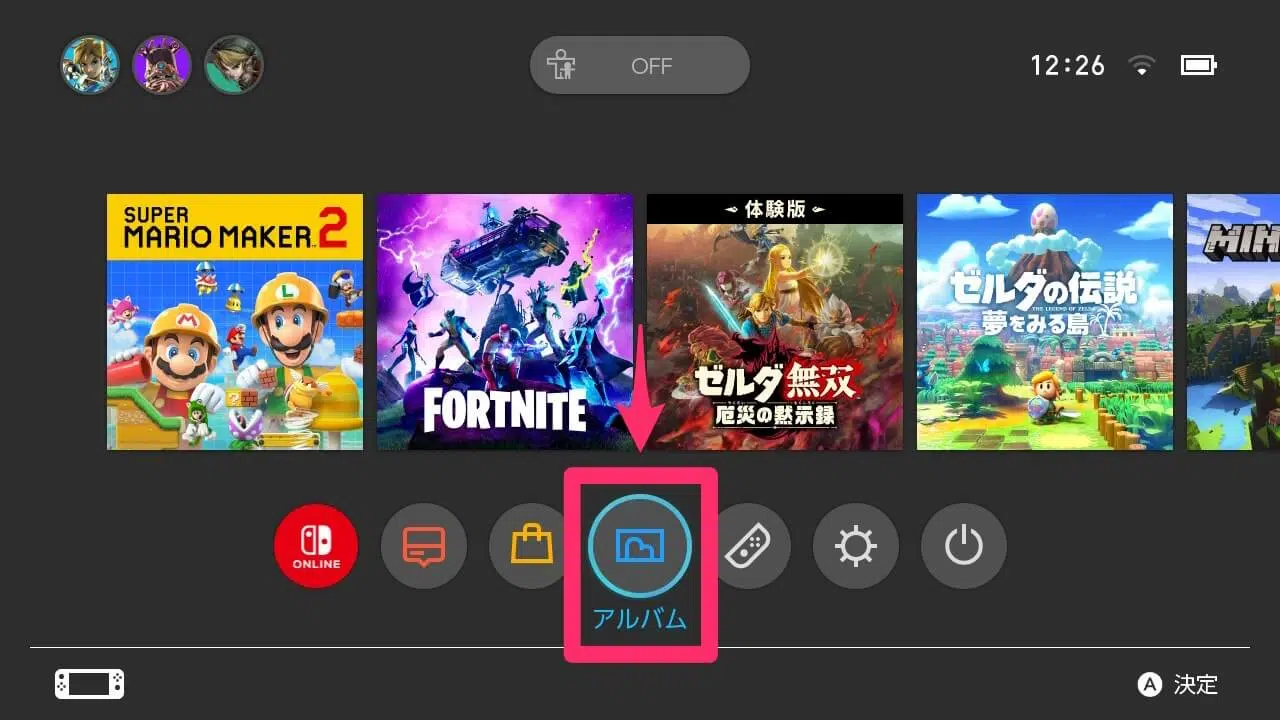 OFF
12:26
SUPER
MARIO MAKER 2
FORTNITE
体験版
ゼルダ無双
厄災の黙示録
ゼルダの伝説
THE LEGEND OF ZELDA
夢をみる島
ONLINE
アルバム
A 決定